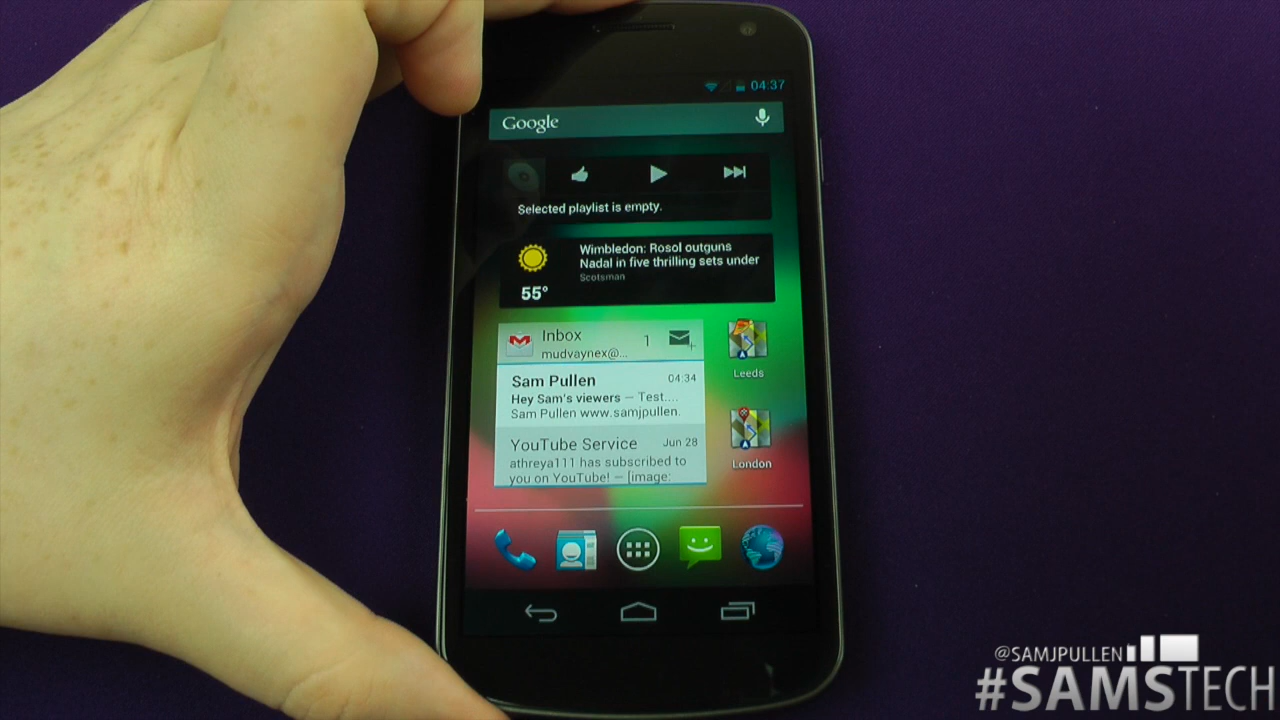 04:37
Google
Selected playlist is empty.
Wimbledon: Rosol outguns
Nadal in five thrilling sets under
Scotsman
55°
Inbox
1
mudvaynex@...
Sam Pullen
04:34
Hey Sam's viewers – Test....
Sam Pullen www.samjpullen.
YouTube Service
Jun 28
athreya111 has subscribed to
you on YouTube! – [image:
Leeds
London
@SAMJPULLEN
#SAMSTECH